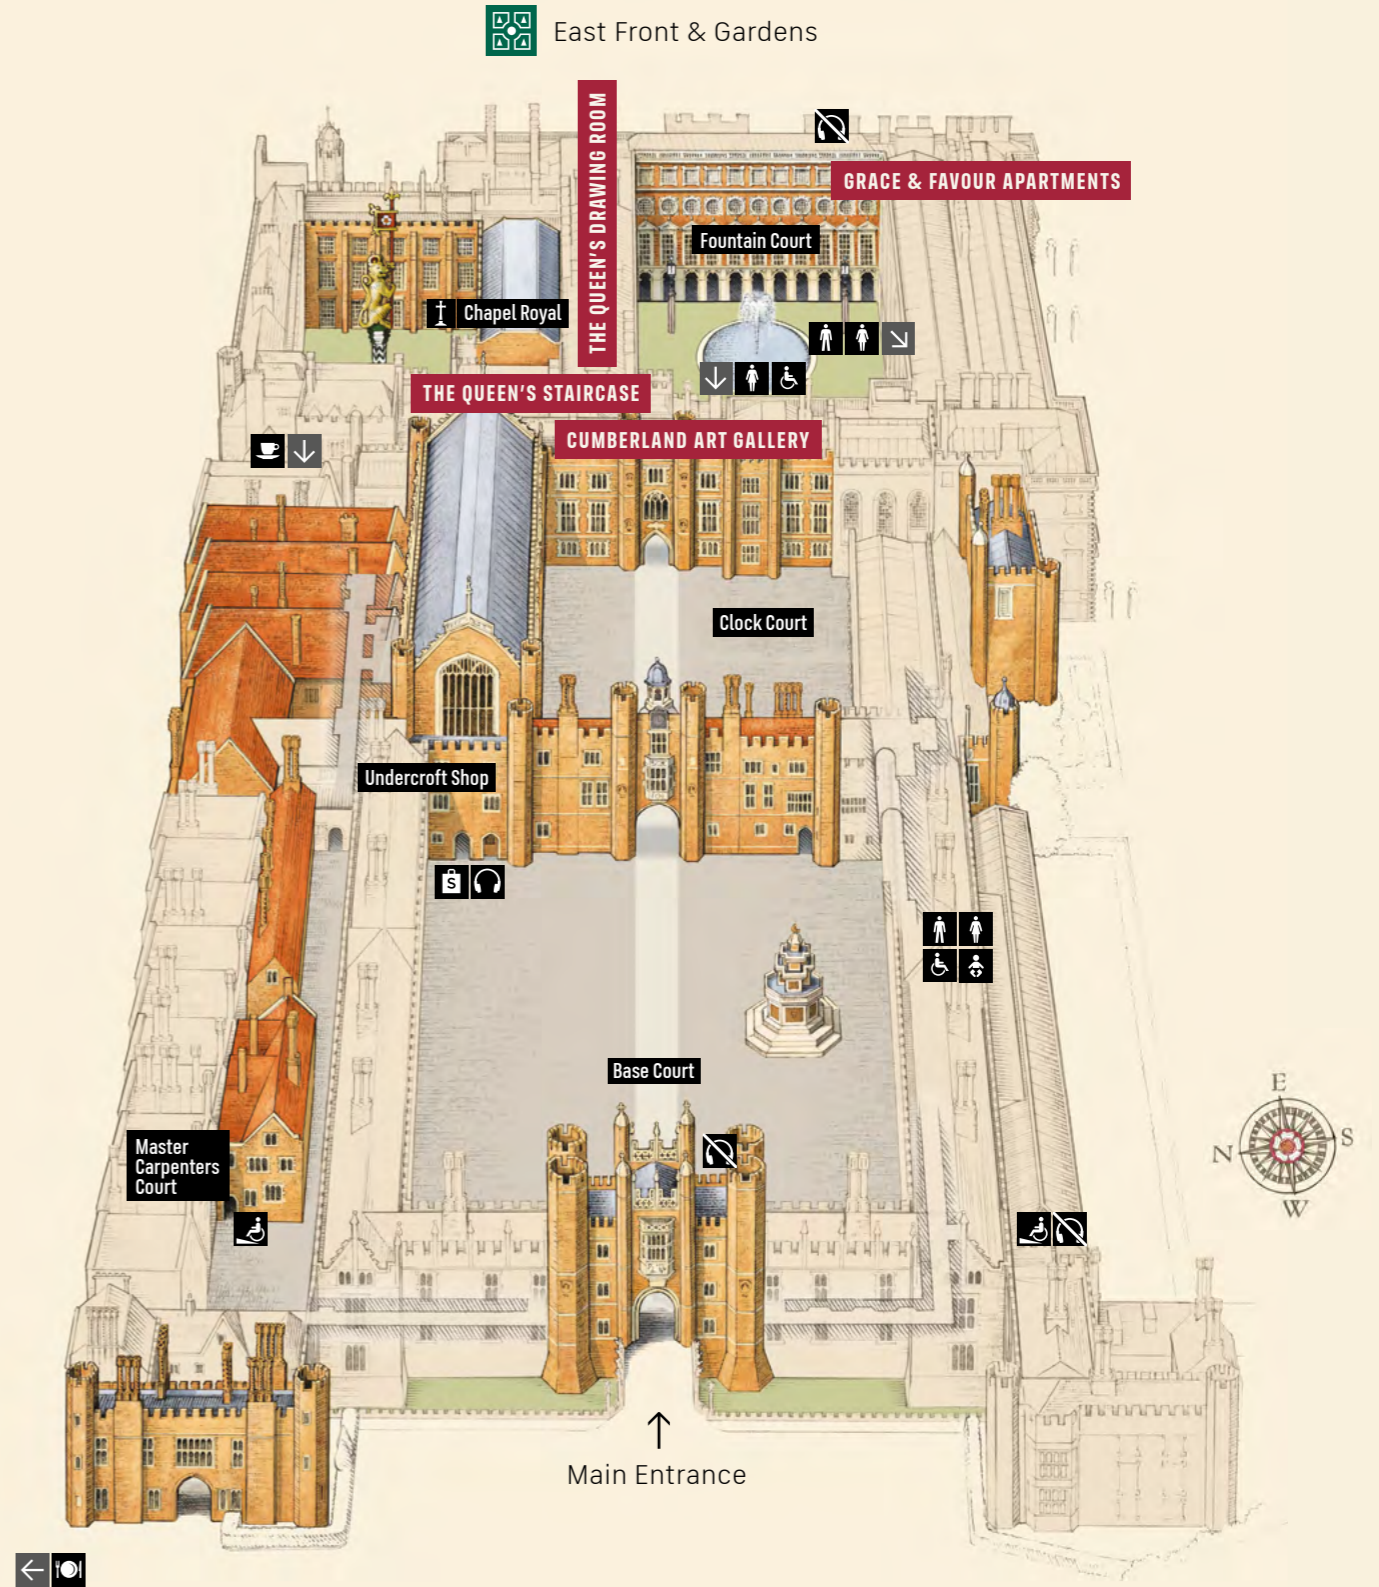 East Front & Gardens
THE QUEEN'S DRAWING ROOM
GRACE & FAVOUR APARTMENTS
Fountain Court
Chapel Royal
THE QUEEN'S STAIRCASE
CUMBERLAND ART GALLERY
Clock Court
Undercroft Shop
S
Base Court
Master
Carpenters
Court
E
N
S
W
Main Entrance